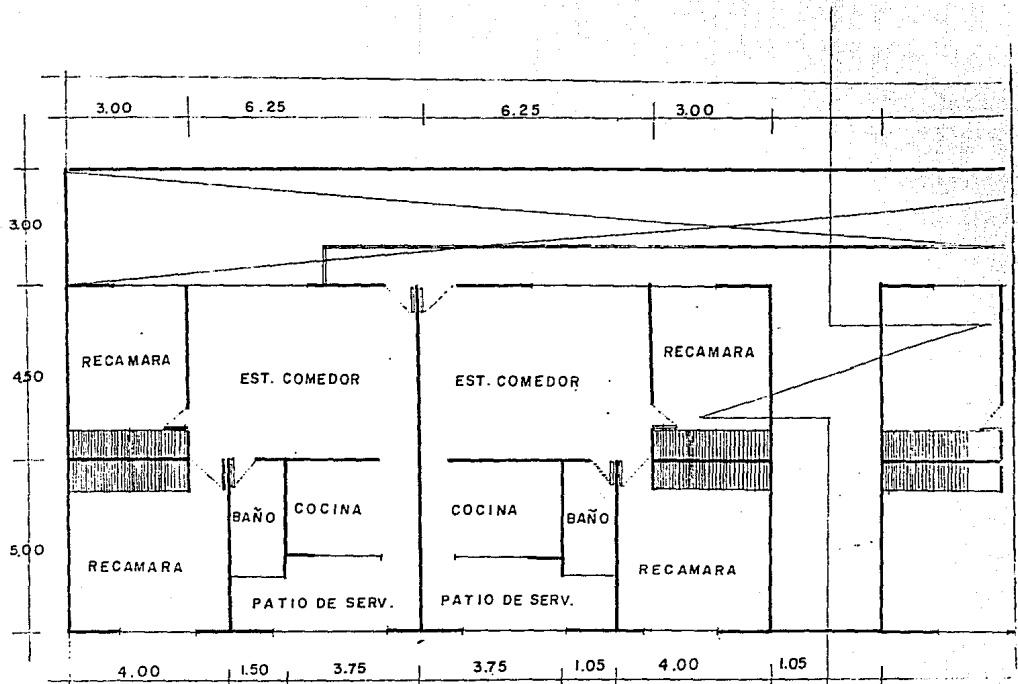 3.00 6.25 6.25 3.00
3.00
RECAMARA RECAMARA
4.50
EST. COMEDOR EST. COMEDOR
BAÑO COCINA COCINA BAÑO
5.00
RECAMARA RECAMARA
PATIO DE SERV. PATIO DE SERV.
4.00 1.50 3.75 3.75 1.05 4.00 1.05